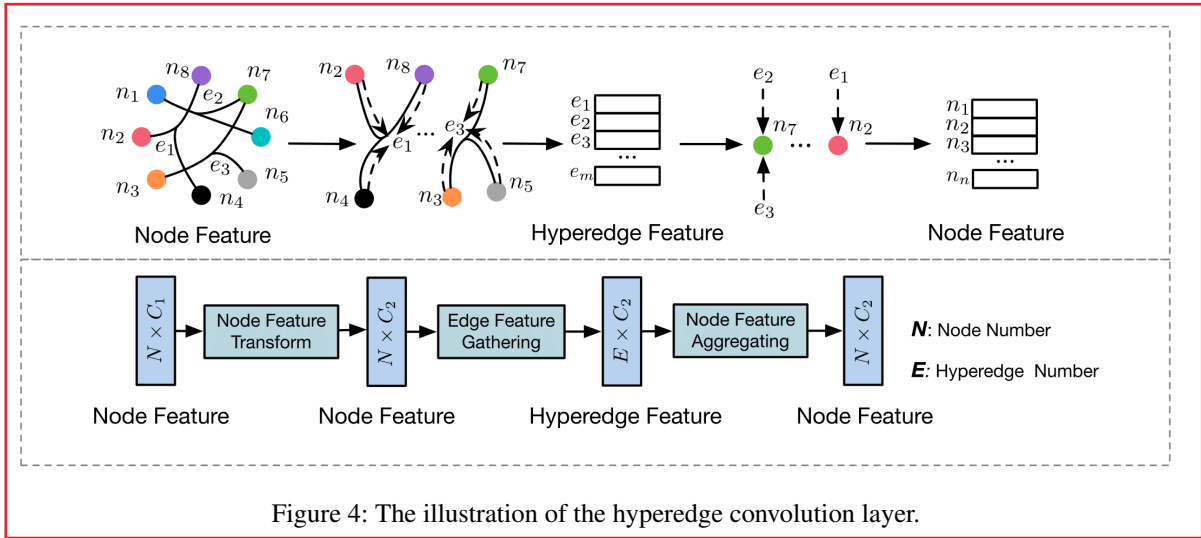 n8 n7 n2 n8 n7 e2 e1
n1 e2 e1 n1
n6 e2 n7 n2 n2
n2 e1 ... e3 e3 ... n3
e1 ... ...
e3 n5 em nn
n3 n4 n4 n3 n5 e3
Node Feature Hyperedge Feature Node Feature
N × C1 Node Feature Transform N × C2 Edge Feature Gathering E × C2 Node Feature Aggregating N × C2
N: Node Number
E: Hyperedge Number
Node Feature Node Feature Hyperedge Feature Node Feature
Figure 4: The illustration of the hyperedge convolution layer.